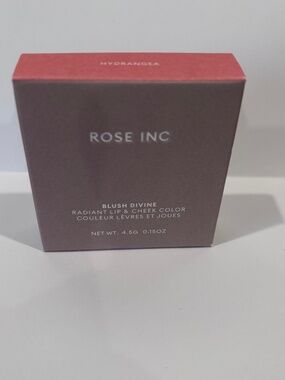 HYDRANGEA
ROSE INC
BLUSH DIVINE
RADIANT LIP & CHEEK COLOR
COULEUR LÈVRES ET JOUES
NET WT. 4.5G 0.15OZ